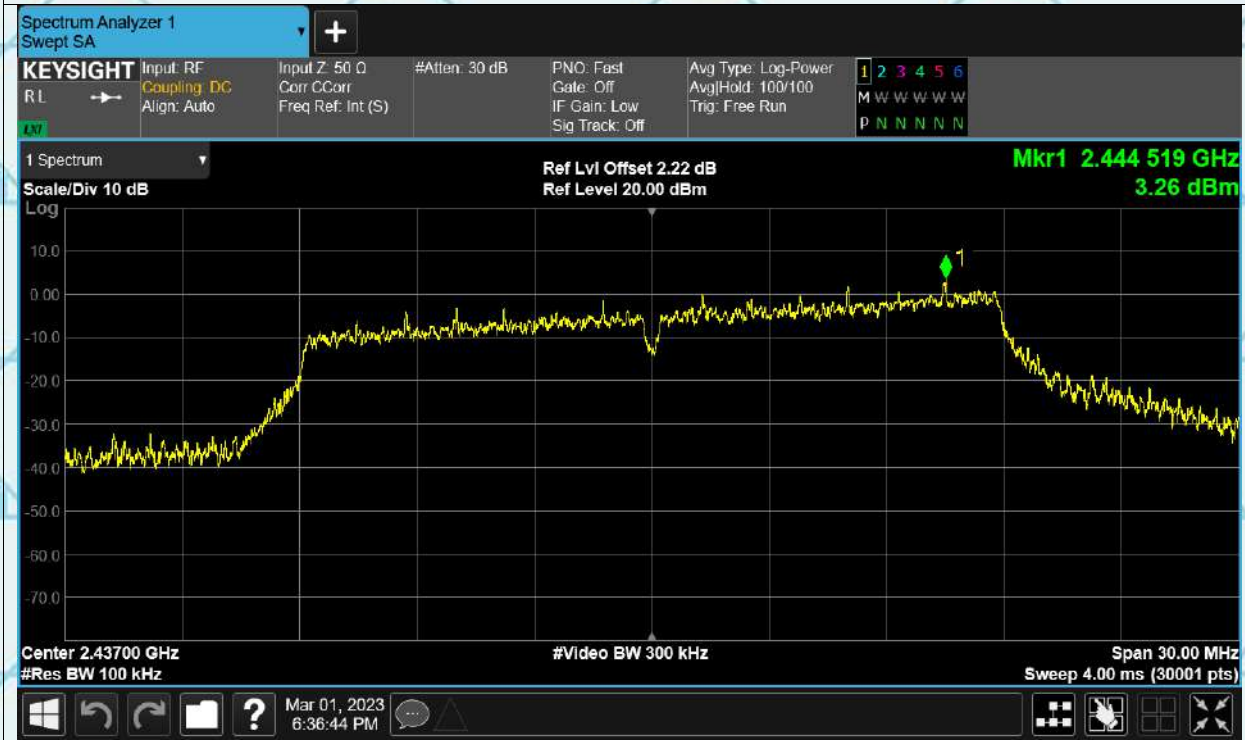 Spectrum Analyzer 1
Swept SA
KEYSIGHT
RL
LXI
Input: RF
Coupling: DC
Align: Auto
Input Z: 50 Ω
Corr CCorr
Freq Ref: Int (S)
#Atten: 30 dB
PNO: Fast
Gate: Off
IF Gain: Low
Sig Track: Off
Avg Type: Log-Power
Avg|Hold: 100/100
Trig: Free Run
1 2 3 4 5 6
M W W W W W
P N N N N N
1 Spectrum
Scale/Div 10 dB
Log
Ref Lvl Offset 2.22 dB
Ref Level 20.00 dBm
Mkr1 2.444 519 GHz
3.26 dBm
10.0
0.00
-10.0
-20.0
-30.0
-40.0
-50.0
-60.0
-70.0
1
Center 2.43700 GHz
#Res BW 100 kHz
#Video BW 300 kHz
Span 30.00 MHz
Sweep 4.00 ms (30001 pts)
?
Mar 01, 2023
6:36:44 PM